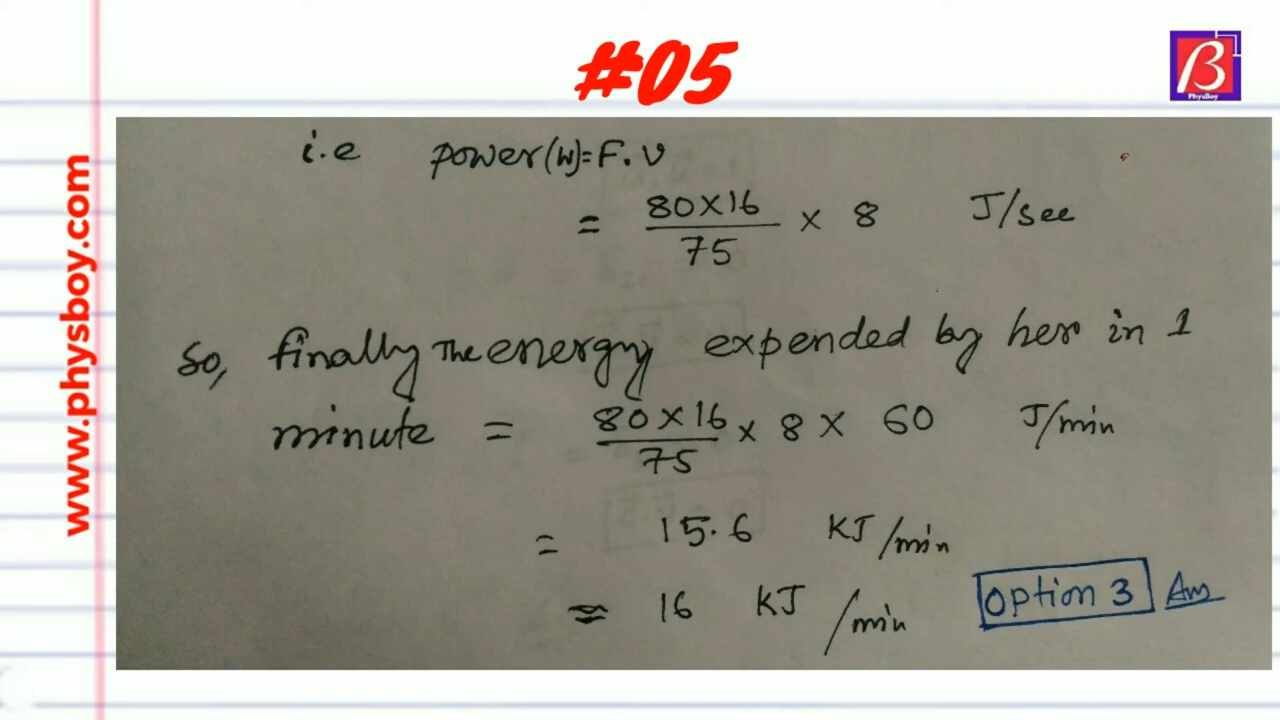 #05
β
PhysBoy
www.physboy.com
i.e power(W)=F.v
= 80×16/75 × 8 J/sec
So, finally The energy expended by her in 1
minute = 80×16/75 × 8 × 60 J/min
= 15.6 KJ/min
≈ 16 KJ/min option 3 Ans